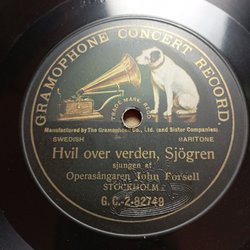 GRAMOPHONE CONCERT RECORD.
TRADE MARK REG.
Manufactured by The Gramophone Co., Ltd. (and Sister Companies)
SWEDISH BARITONE
Hvil over verden, Sjögren
sjungen af
Operasångaren John Forsell
STOCKHOLM
G.C.-2-82749